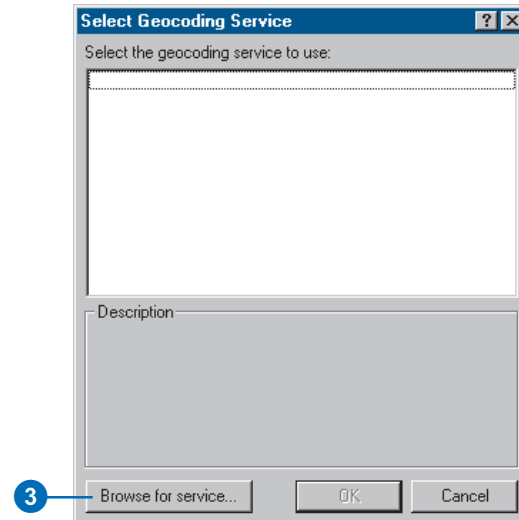 Select Geocoding Service
Select the geocoding service to use:
Description
3
Browse for service...
OK
Cancel